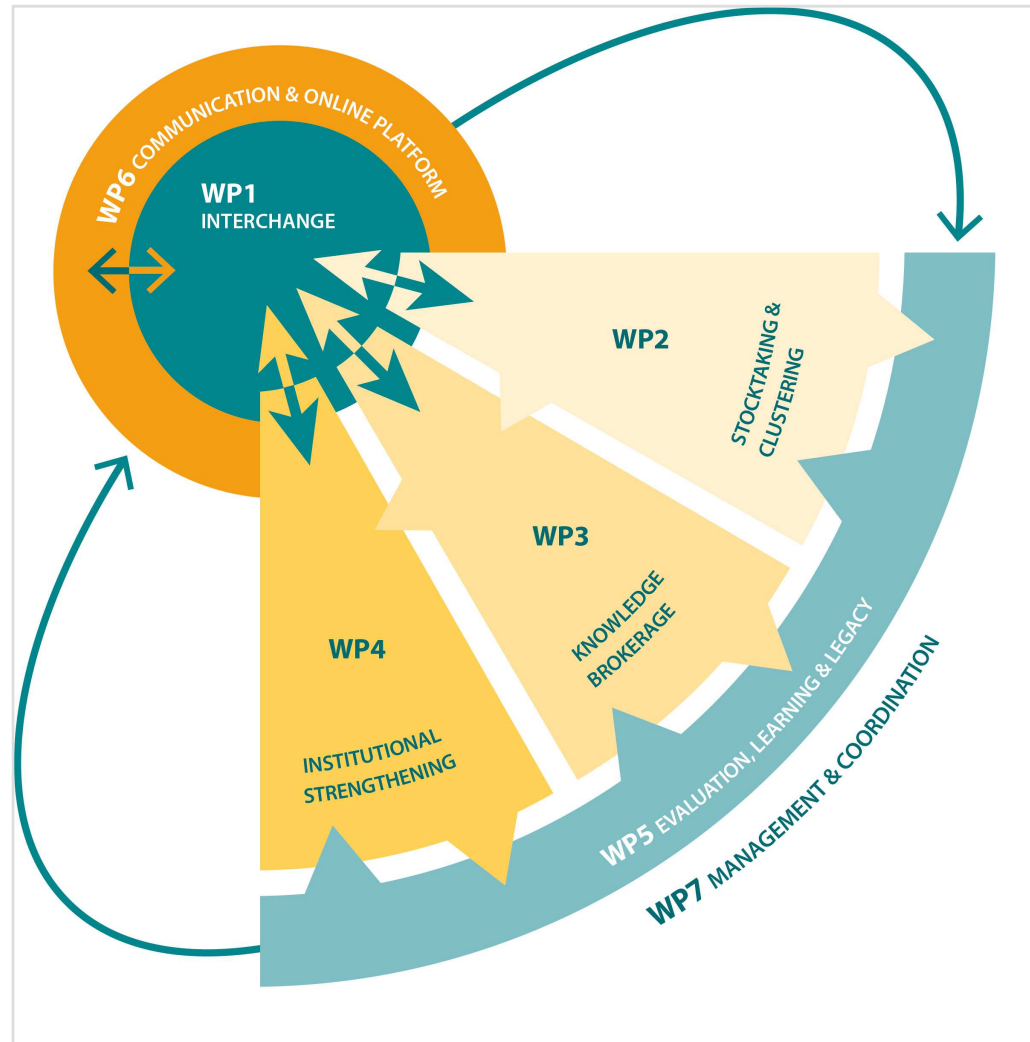 WP6 COMMUNICATION & ONLINE PLATFORM
WP1
INTERCHANGE
WP2
STOCKTAKING &
CLUSTERING
WP3
KNOWLEDGE
BROKERAGE
WP4
INSTITUTIONAL
STRENGTHENING
WP5 EVALUATION, LEARNING & LEGACY
WP7 MANAGEMENT & COORDINATION